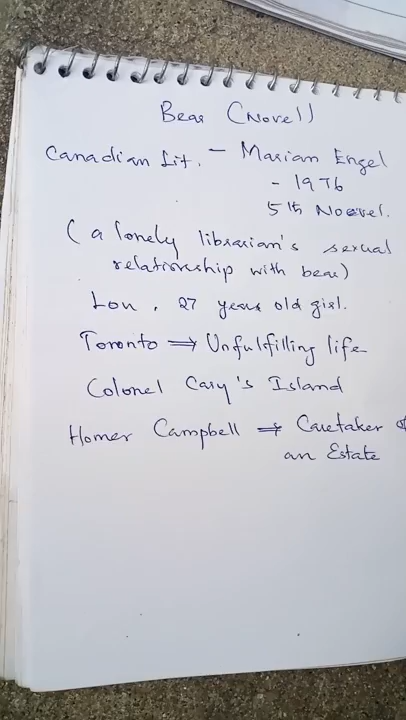 Bear (Novel)
Canadian Lit. - Marian Engel
- 1976
5th Noevel.
(a lonely librarian's sexual
relationship with bear)
Lou, 27 years old girl.
Toronto ⇒ Unfulfilling life
Colonel Cary's Island
Homer Campbell ⇒ Caretaker of
an Estate